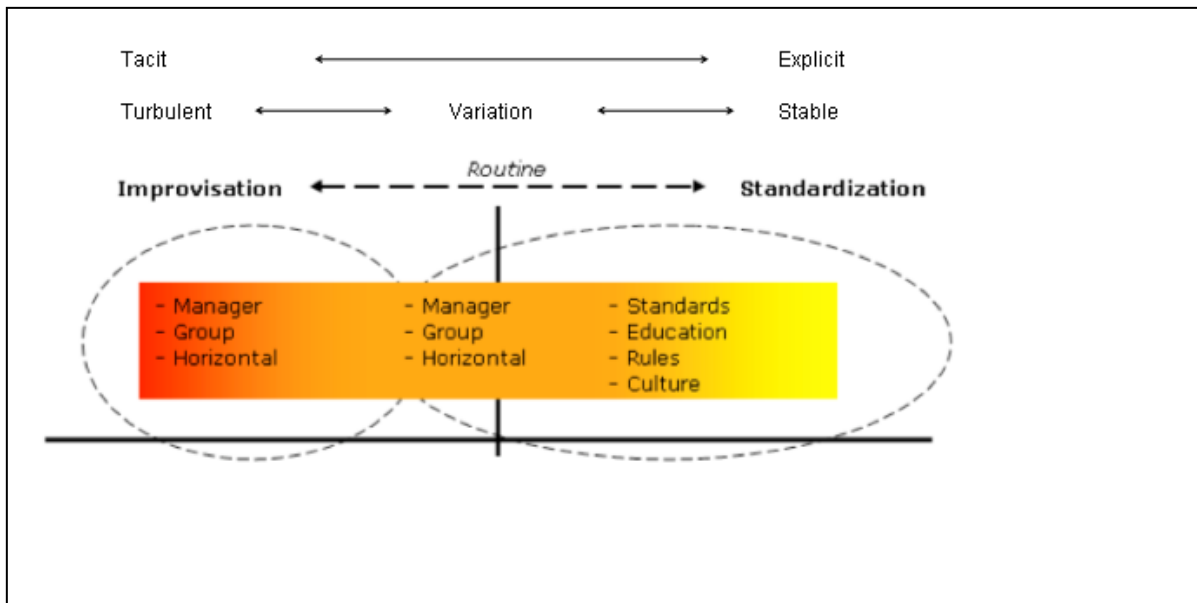 Tacit Explicit
Turbulent Variation Stable
Routine
Improvisation Standardization
- Manager - Manager - Standards
- Group - Group - Education
- Horizontal - Horizontal - Rules
- Culture